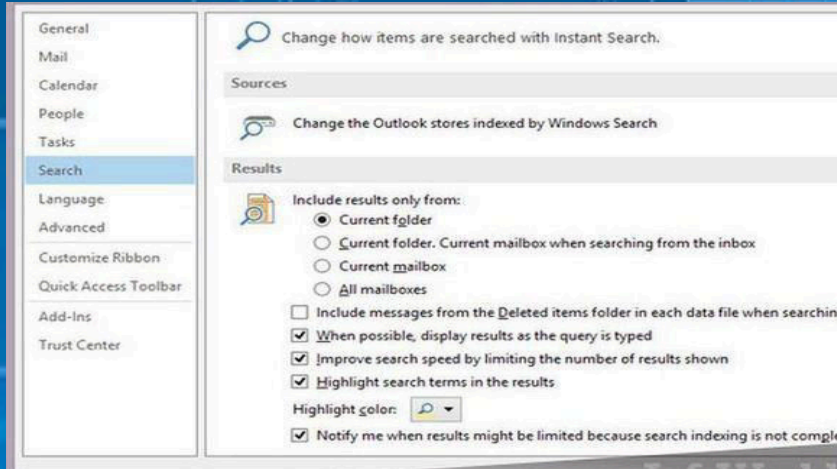 General
Mail
Calendar
People
Tasks
Search
Language
Advanced
Customize Ribbon
Quick Access Toolbar
Add-Ins
Trust Center
Change how items are searched with Instant Search.
Sources
Change the Outlook stores indexed by Windows Search
Results
Include results only from:
Current folder
Current folder. Current mailbox when searching from the inbox
Current mailbox
All mailboxes
Include messages from the Deleted items folder in each data file when searchin
When possible, display results as the query is typed
Improve search speed by limiting the number of results shown
Highlight search terms in the results
Highlight color:
Notify me when results might be limited because search indexing is not comple